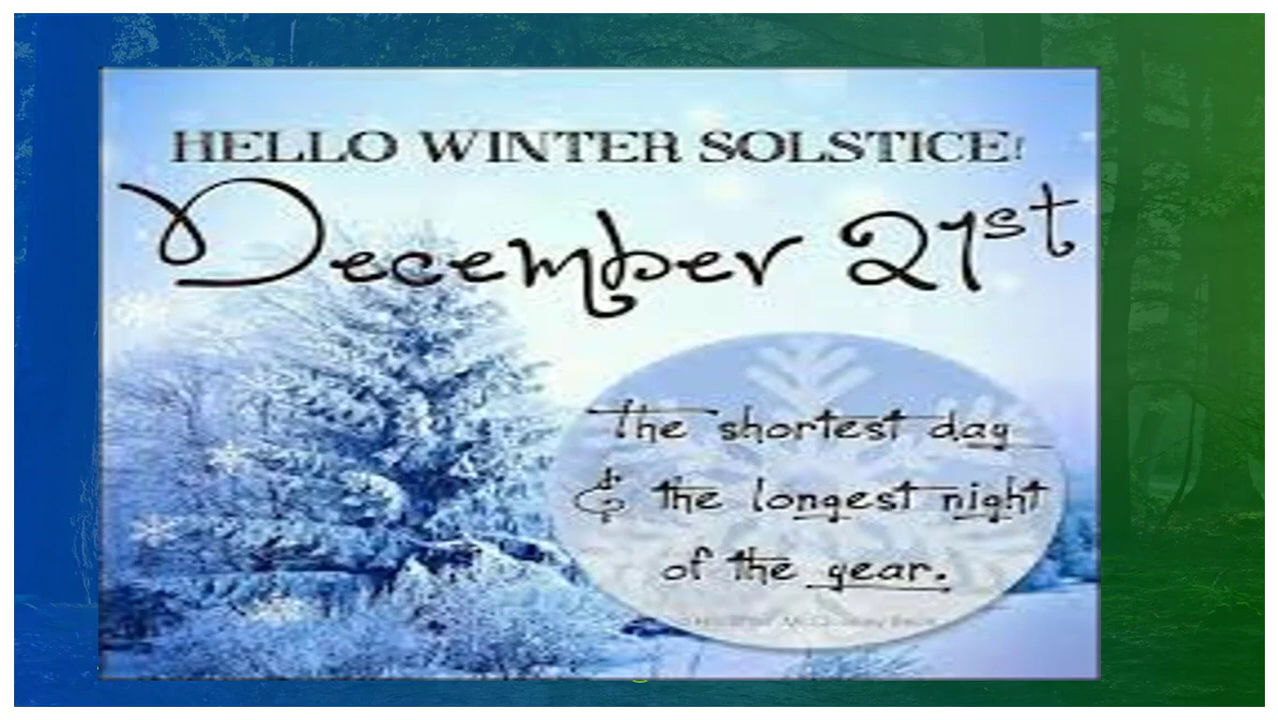 HELLO WINTER SOLSTICE!
December 21st
The shortest day
& the longest night
of the year.